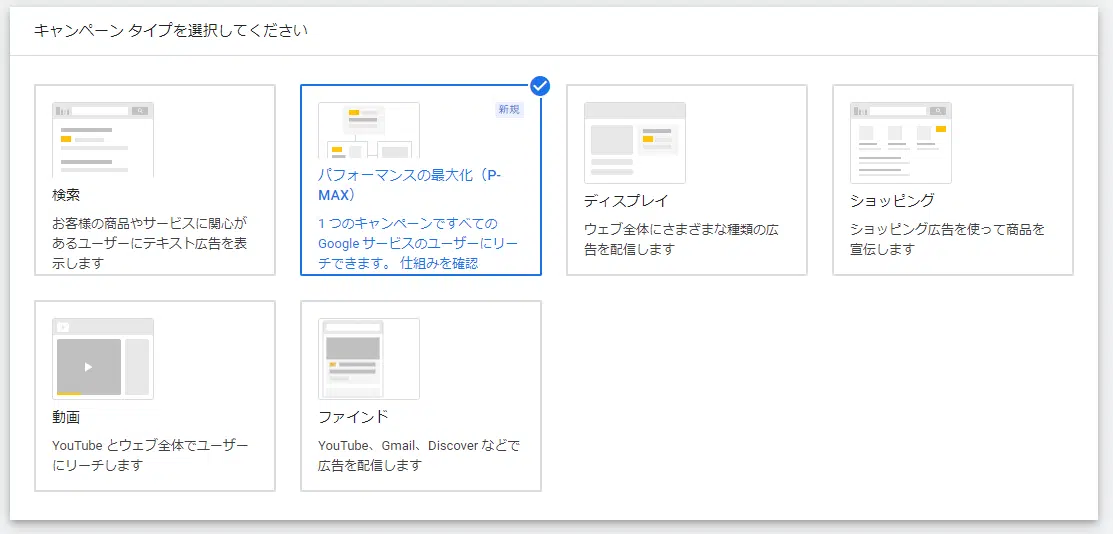 キャンペーン タイプを選択してください
検索
お客様の商品やサービスに関心が
あるユーザーにテキスト広告を表
示します
新規
パフォーマンスの最大化（P-
MAX）
1 つのキャンペーンですべての
Google サービスのユーザーにリー
チできます。 仕組みを確認
ディスプレイ
ウェブ全体にさまざまな種類の広
告を配信します
ショッピング
ショッピング広告を使って商品を
宣伝します
動画
YouTube とウェブ全体でユーザー
にリーチします
ファインド
YouTube、Gmail、Discover などで
広告を配信します